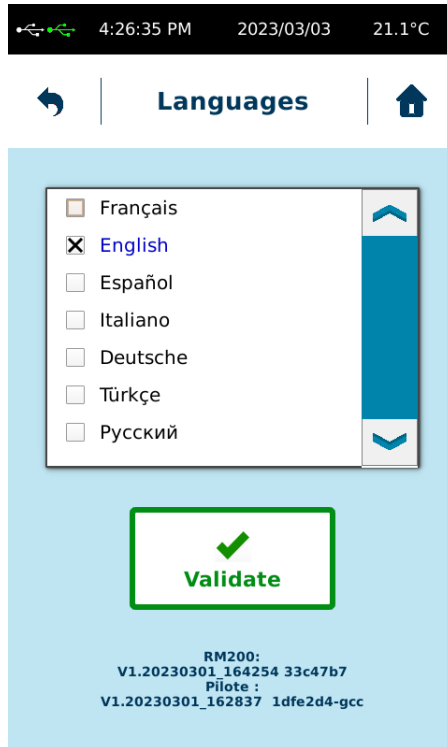 4:26:35 PM 2023/03/03 21.1°C
Languages
Français
English
Español
Italiano
Deutsche
Türkçe
Русский
Validate
RM200:
V1.20230301_164254 33c47b7
Pilote :
V1.20230301_162837 1dfe2d4-gcc